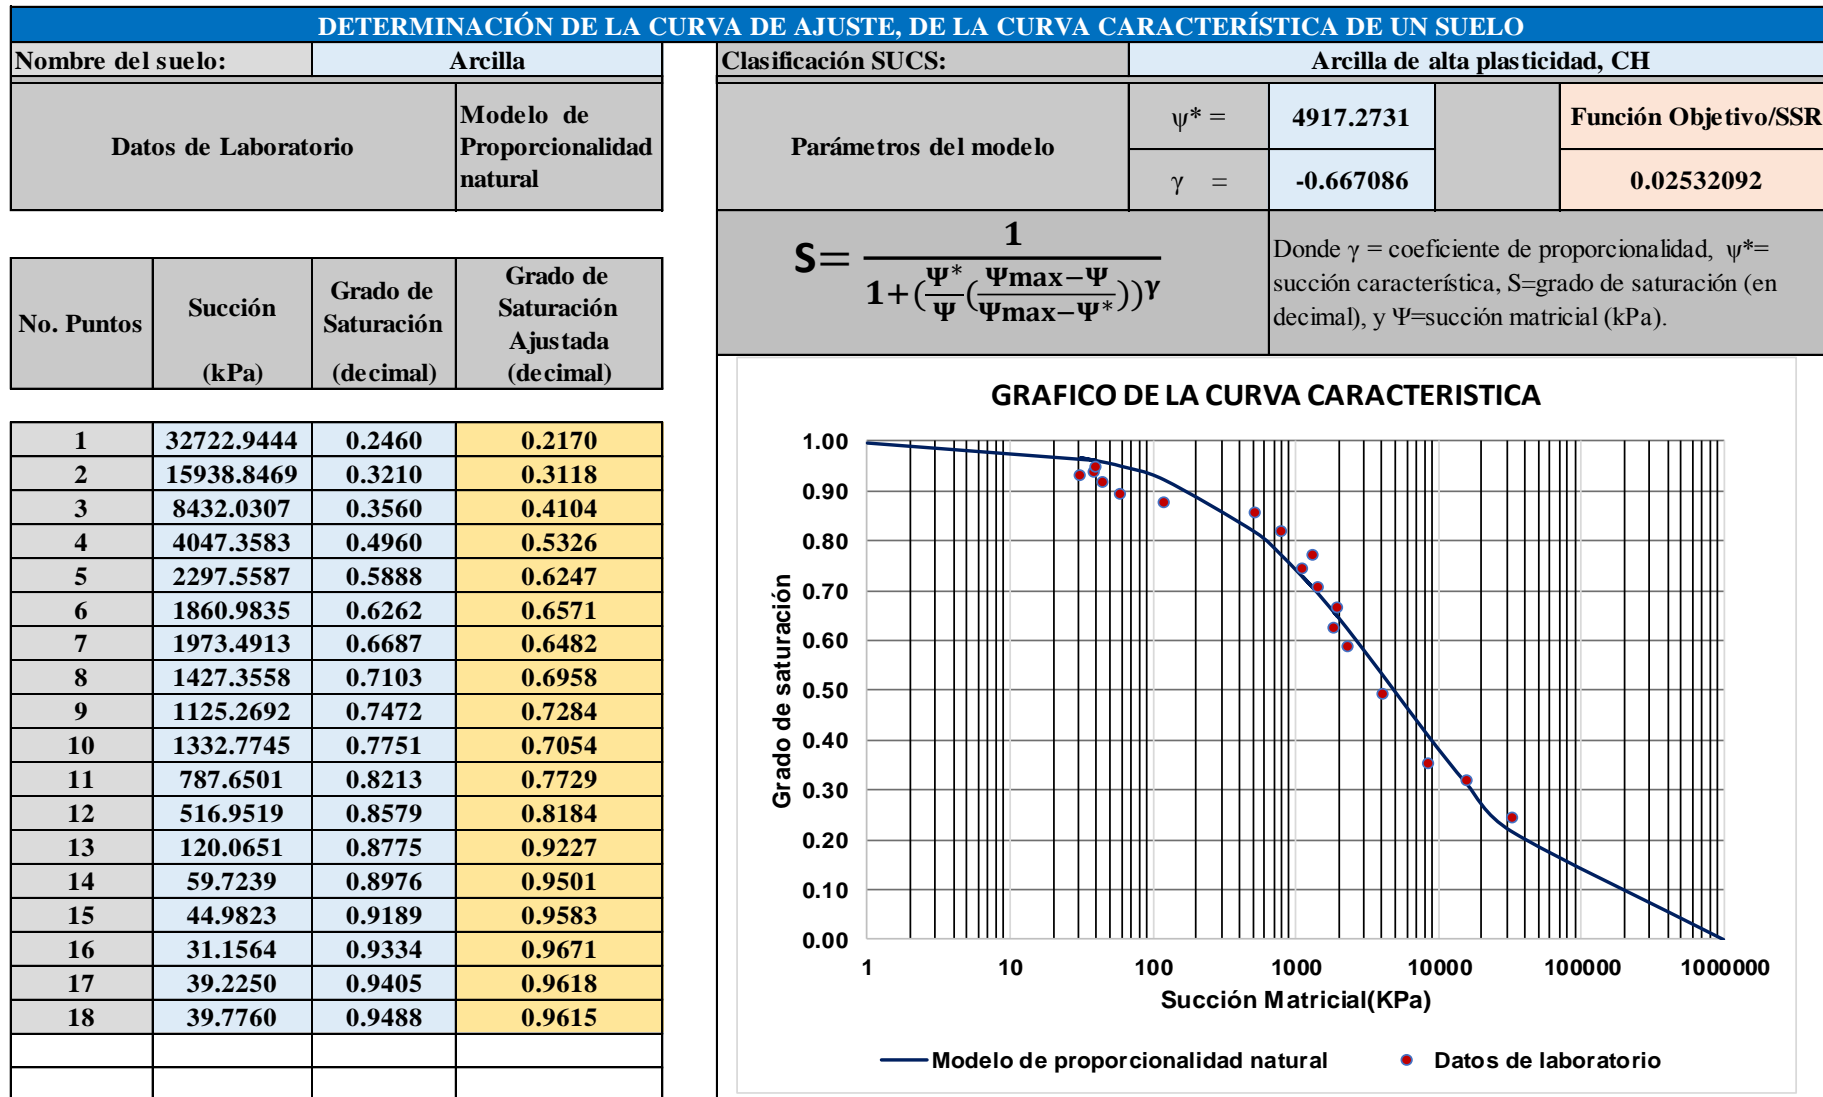 DETERMINACIÓN DE LA CURVA DE AJUSTE, DE LA CURVA CARACTERÍSTICA DE UN SUELO
Nombre del suelo: Arcilla Clasificación SUCS: Arcilla de alta plasticidad, CH
Datos de Laboratorio
Modelo de
Proporcionalidad
natural
Parámetros del modelo
ψ* = 4917.2731
γ = -0.667086
Función Objetivo/SSR
0.02532092
S= 1 / 1+(Ψ*/Ψ(Ψmax−Ψ/Ψmax−Ψ*))^γ
Donde γ = coeficiente de proporcionalidad, ψ*=
succión característica, S=grado de saturación (en
decimal), y Ψ=succión matricial (kPa).
No. Puntos
Succión
(kPa)
Grado de
Saturación
(decimal)
Grado de
Saturación
Ajustada
(decimal)
1 32722.9444 0.2460 0.2170
2 15938.8469 0.3210 0.3118
3 8432.0307 0.3560 0.4104
4 4047.3583 0.4960 0.5326
5 2297.5587 0.5888 0.6247
6 1860.9835 0.6262 0.6571
7 1973.4913 0.6687 0.6482
8 1427.3558 0.7103 0.6958
9 1125.2692 0.7472 0.7284
10 1332.7745 0.7751 0.7054
11 787.6501 0.8213 0.7729
12 516.9519 0.8579 0.8184
13 120.0651 0.8775 0.9227
14 59.7239 0.8976 0.9501
15 44.9823 0.9189 0.9583
16 31.1564 0.9334 0.9671
17 39.2250 0.9405 0.9618
18 39.7760 0.9488 0.9615
GRAFICO DE LA CURVA CARACTERISTICA
Grado de saturación
1.00
0.90
0.80
0.70
0.60
0.50
0.40
0.30
0.20
0.10
0.00
1 10 100 1000 10000 100000 1000000
Succión Matricial(KPa)
Modelo de proporcionalidad natural Datos de laboratorio